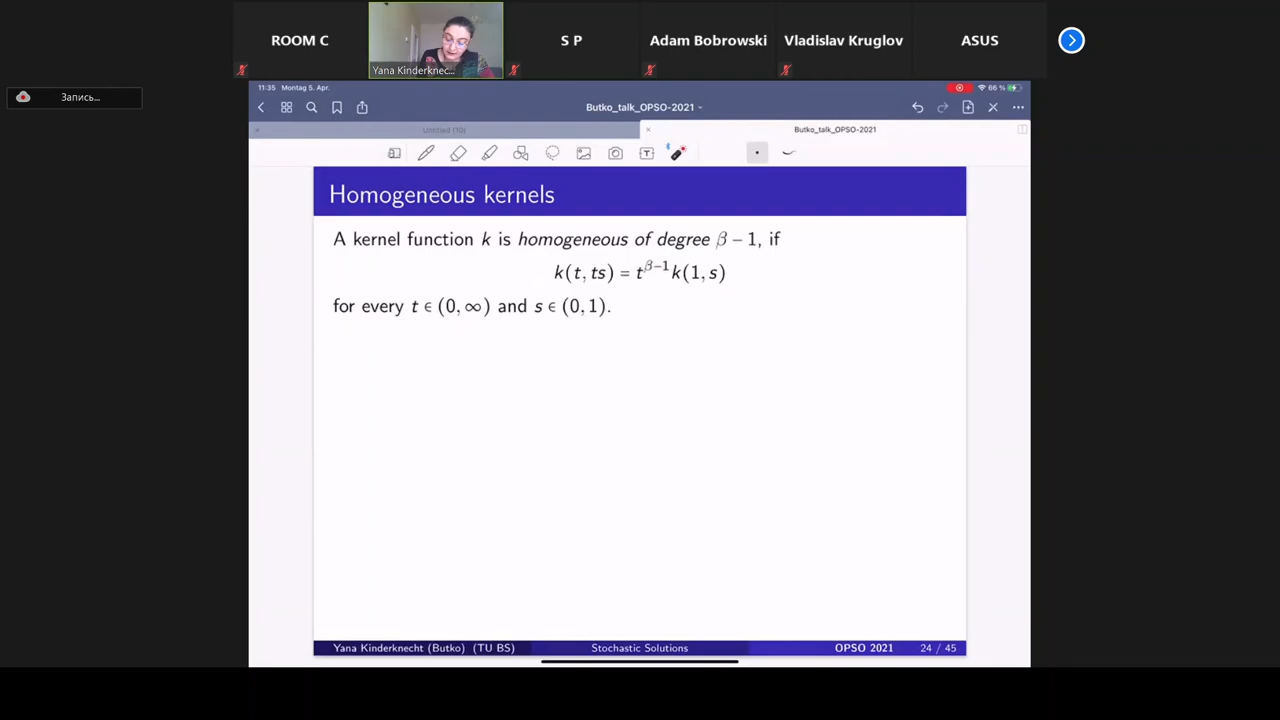 ROOM C
Yana Kinderknec...
S P
Adam Bobrowski
Vladislav Kruglov
ASUS
Запись...
11:35 Montag 5. Apr.
66 %
Butko_talk_OPSO-2021
Untitled (10)
Butko_talk_OPSO-2021
T
Homogeneous kernels
A kernel function k is homogeneous of degree β − 1, if
k(t, ts) = t^{β−1}k(1, s)
for every t ∈ (0, ∞) and s ∈ (0, 1).
Yana Kinderknecht (Butko) (TU BS)
Stochastic Solutions
OPSO 2021
24 / 45